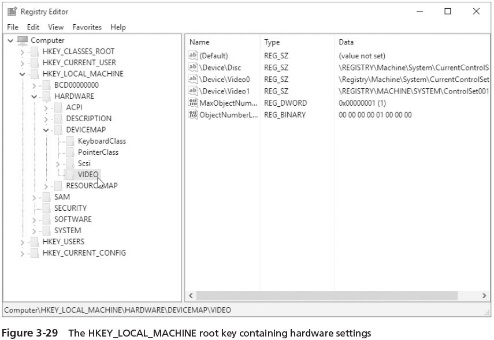 Registry Editor
File Edit View Favorites Help
Computer
HKEY_CLASSES_ROOT
HKEY_CURRENT_USER
HKEY_LOCAL_MACHINE
BCD00000000
HARDWARE
ACPI
DESCRIPTION
DEVICEMAP
KeyboardClass
PointerClass
Scsi
VIDEO
RESOURCEMAP
SAM
SECURITY
SOFTWARE
SYSTEM
HKEY_USERS
HKEY_CURRENT_CONFIG
Name Type Data
(Default) REG_SZ (value not set)
\Device\Disc REG_SZ \REGISTRY\Machine\System\CurrentControlS
\Device\Video0 REG_SZ \Registry\Machine\System\CurrentControlSet
\Device\Video1 REG_SZ \REGISTRY\MACHINE\SYSTEM\ControlSet001
MaxObjectNum... REG_DWORD 0x00000001 (1)
ObjectNumberL... REG_BINARY 00 00 00 00 01 00 00 00
Computer\HKEY_LOCAL_MACHINE\HARDWARE\DEVICEMAP\VIDEO
Figure 3-29 The HKEY_LOCAL_MACHINE root key containing hardware settings